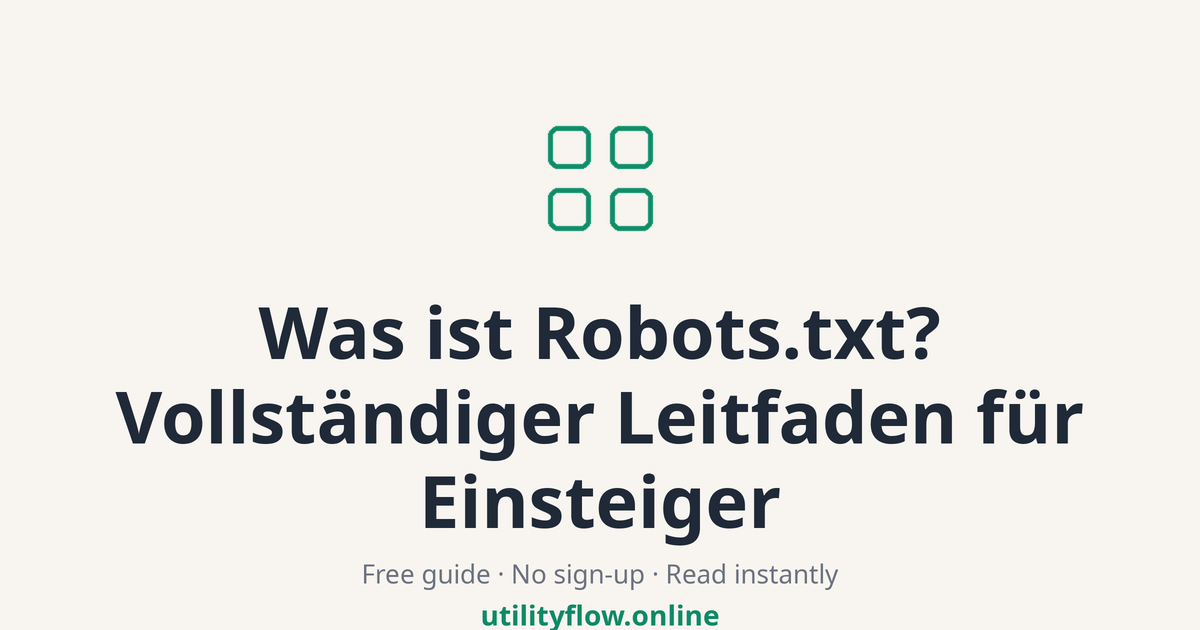 Was ist Robots.txt?
Vollständiger Leitfaden für
Einsteiger
Free guide · No sign-up · Read instantly
utilityflow.online